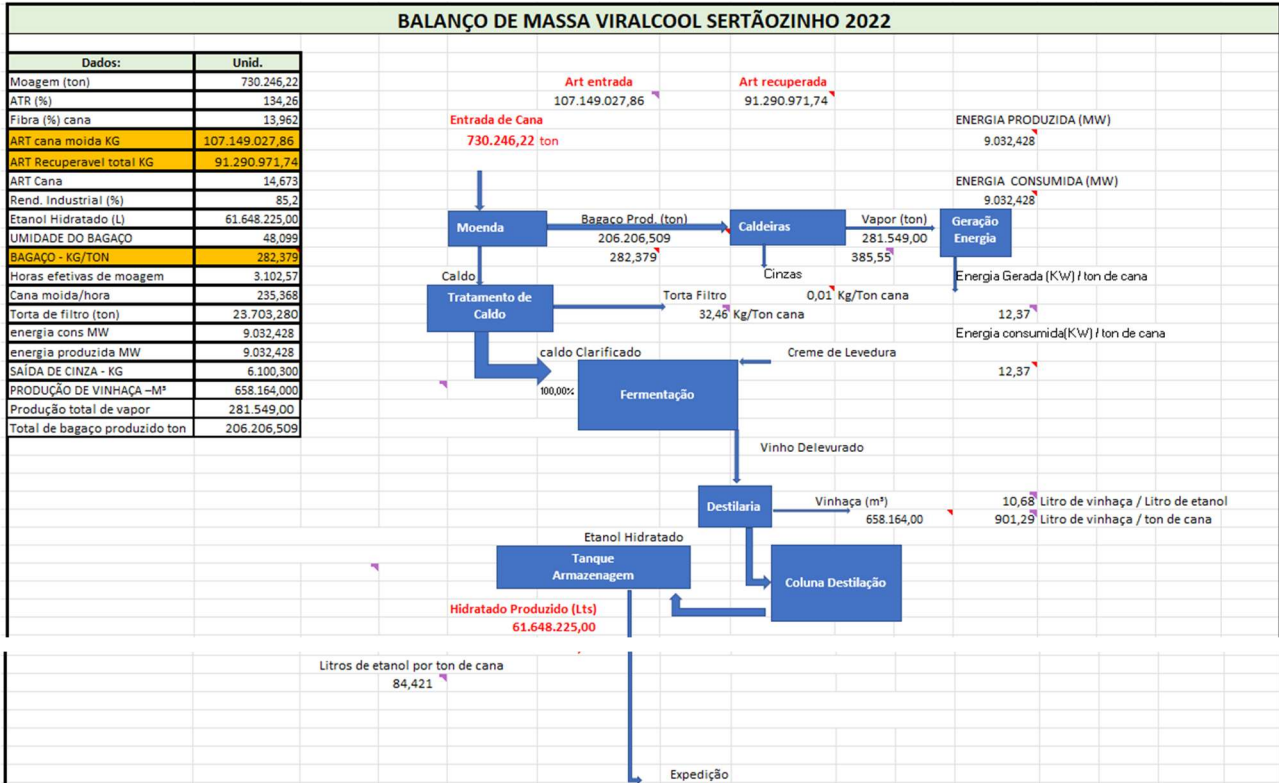 BALANÇO DE MASSA VIRALCOOL SERTÃOZINHO 2022
Dados: Unid.
Moagem (ton) 730.246,22
ATR (%) 134,26
Fibra (%) cana 13,962
ART cana moida KG 107.149.027,86
ART Recuperavel total KG 91.290.971,74
ART Cana 14,673
Rend. Industrial (%) 85,2
Etanol Hidratado (L) 61.648.225,00
UMIDADE DO BAGAÇO 48,099
BAGAÇO - KG/TON 282,379
Horas efetivas de moagem 3.102,57
Cana moida/hora 235,368
Torta de filtro (ton) 23.703,280
energia cons MW 9.032,428
energia produzida MW 9.032,428
SAÍDA DE CINZA - KG 6.100,300
PRODUÇÃO DE VINHAÇA –M³ 658.164,000
Produção total de vapor 281.549,00
Total de bagaço produzido ton 206.206,509
Art entrada Art recuperada
107.149.027,86 91.290.971,74
Entrada de Cana
730.246,22 ton
ENERGIA PRODUZIDA (MW)
9.032,428
ENERGIA CONSUMIDA (MW)
9.032,428
Moenda
Bagaço Prod. (ton)
206.206,509
282,379
Caldeiras
Vapor (ton)
281.549,00
385,55
Geração
Energia
Caldo
Cinzas
Energia Gerada (KW) / ton de cana
Tratamento de
Caldo
Torta Filtro 0,01 Kg/Ton cana
32,46 Kg/Ton cana
12,37
Energia consumida(KW) / ton de cana
12,37
caldo Clarificado
100,00%
Creme de Levedura
Fermentação
Vinho Delevurado
Destilaria
Vinhaça (m³)
658.164,00
10,68 Litro de vinhaça / Litro de etanol
901,29 Litro de vinhaça / ton de cana
Etanol Hidratado
Tanque
Armazenagem
Coluna Destilação
Hidratado Produzido (Lts)
61.648.225,00
Litros de etanol por ton de cana
84,421
Expedição